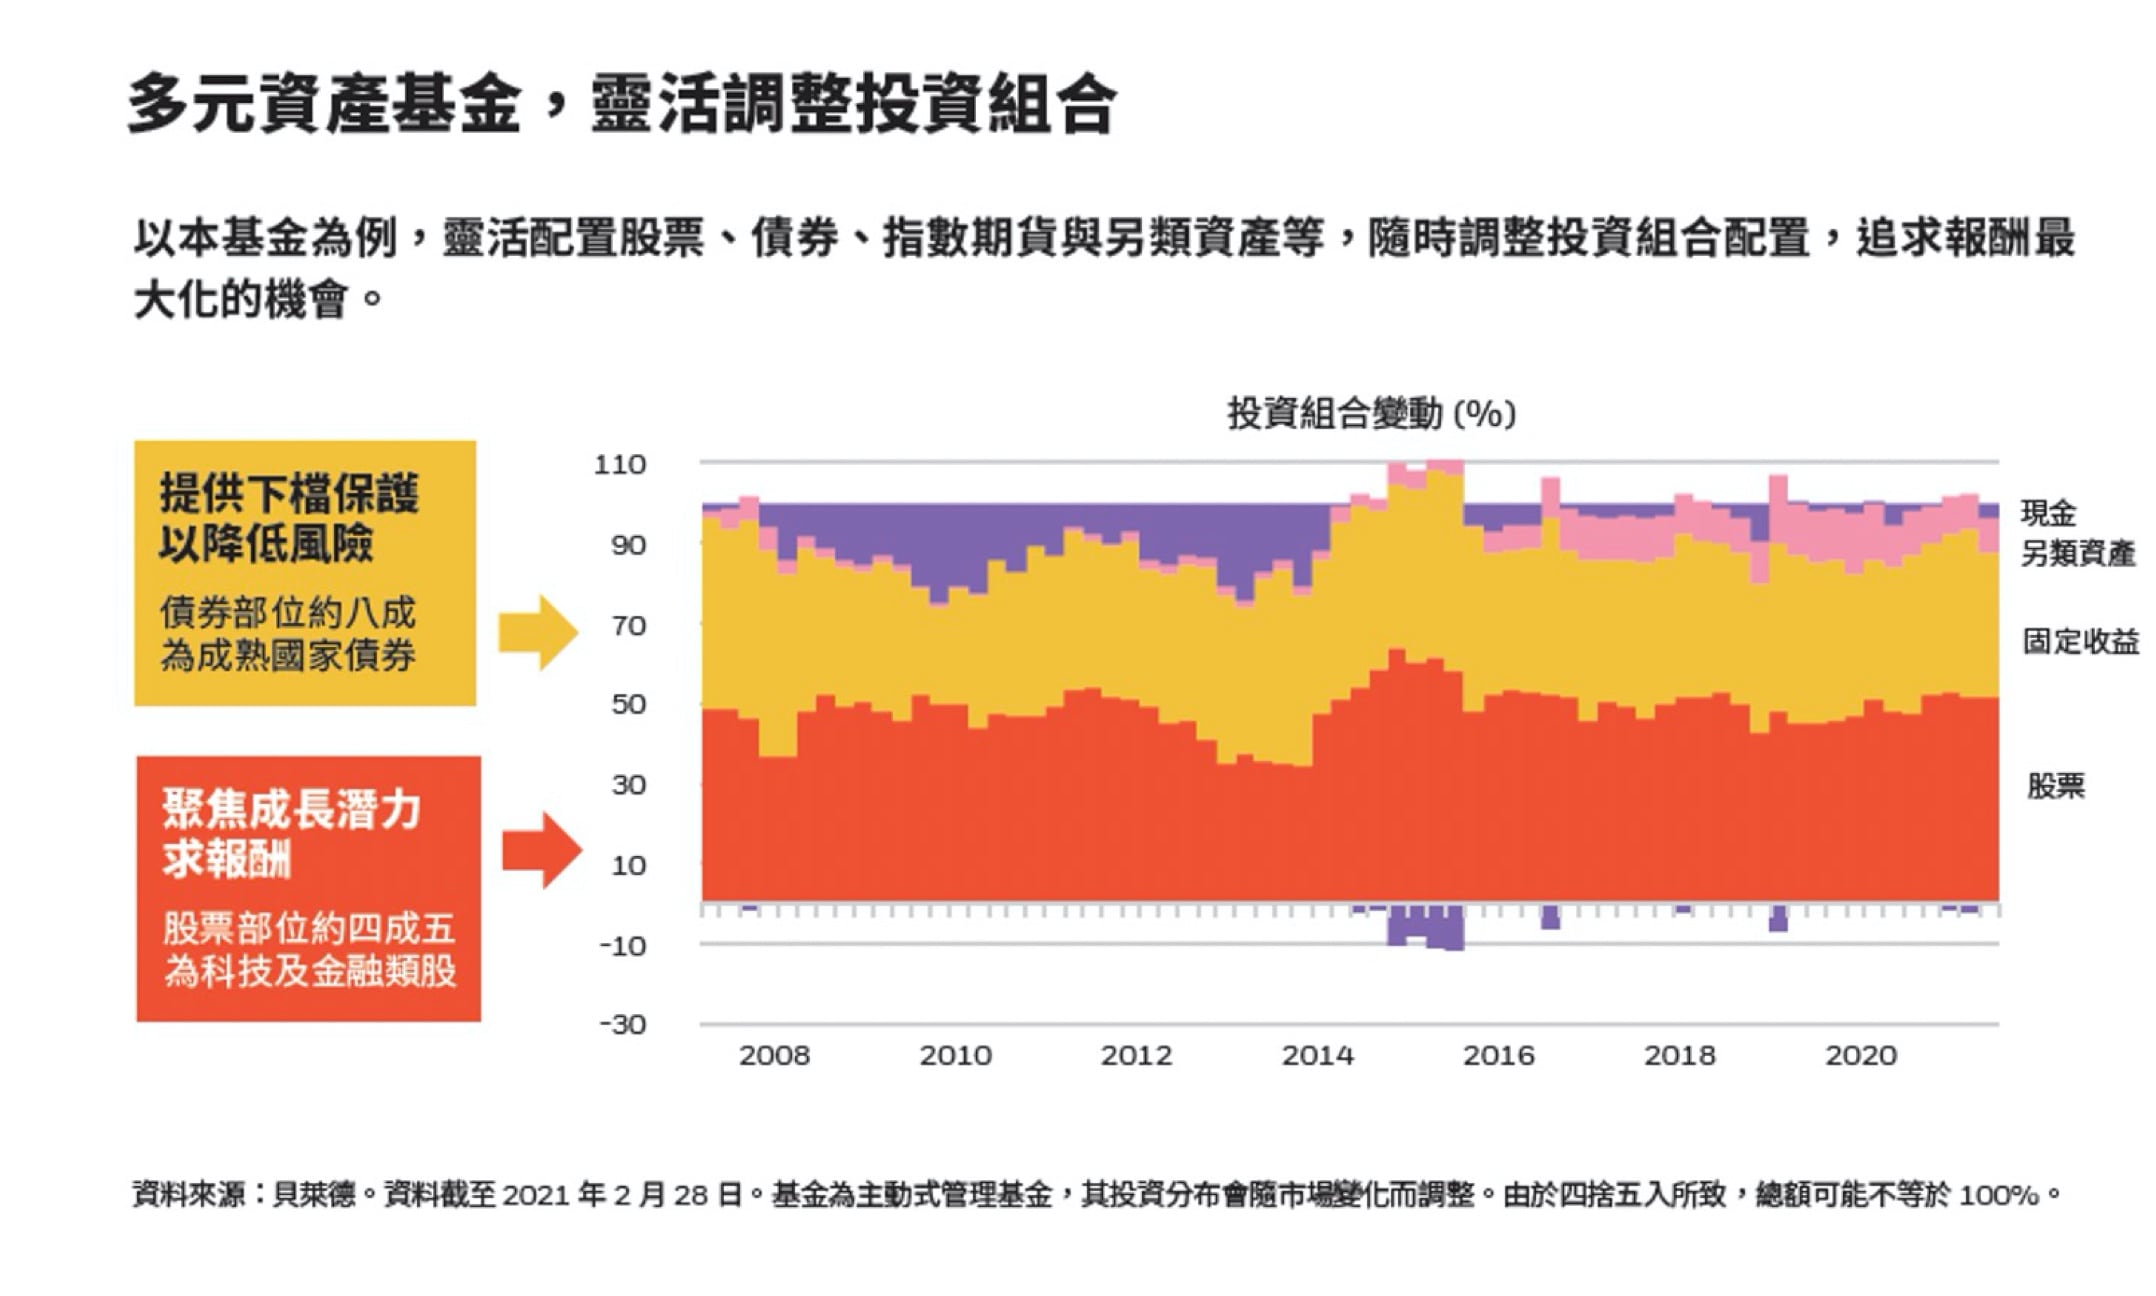 多元資產基金，靈活調整投資組合
以本基金為例，靈活配置股票、債券、指數期貨與另類資產等，隨時調整投資組合配置，追求報酬最
大化的機會。
提供下檔保護
以降低風險
債券部位約八成
為成熟國家債券
聚焦成長潛力
求報酬
股票部位約四成五
為科技及金融類股
投資組合變動 (%)
110
90
70
50
30
10
-10
-30
2008 2010 2012 2014 2016 2018 2020
現金
另類資產
固定收益
股票
資料來源：貝萊德。資料截至 2021 年 2 月 28 日。基金為主動式管理基金，其投資分布會隨市場變化而調整。由於四捨五入所致，總額可能不等於 100%。